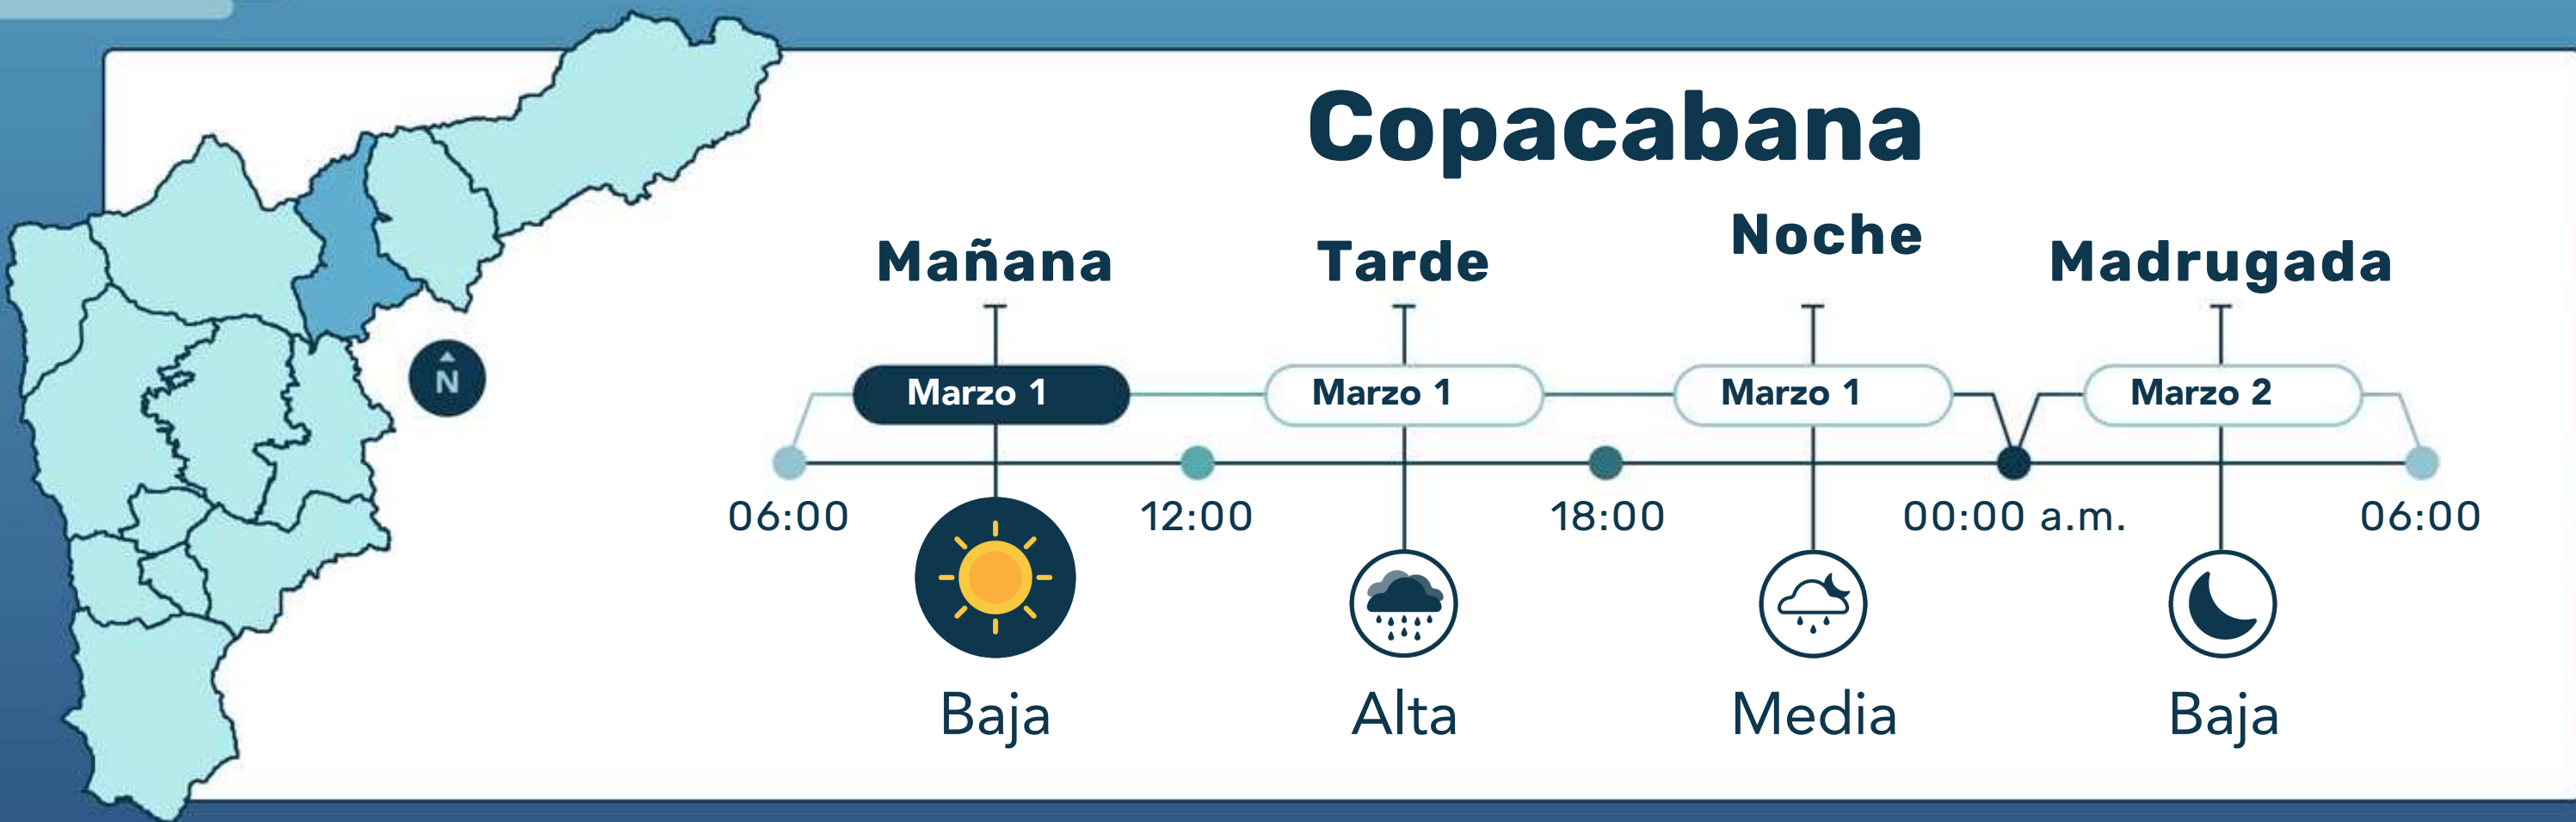 Copacabana
Mañana Tarde Noche Madrugada
Marzo 1 Marzo 1 Marzo 1 Marzo 2
N
06:00 12:00 18:00 00:00 a.m. 06:00
Baja Alta Media Baja